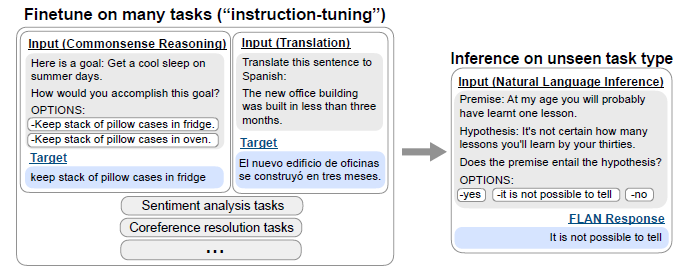 Finetune on many tasks (“instruction-tuning”)
Input (Commonsense Reasoning)
Here is a goal: Get a cool sleep on
summer days.
How would you accomplish this goal?
OPTIONS:
-Keep stack of pillow cases in fridge.
-Keep stack of pillow cases in oven.
Target
keep stack of pillow cases in fridge
Input (Translation)
Translate this sentence to
Spanish:
The new office building
was built in less than three
months.
Target
El nuevo edificio de oficinas
se construyó en tres meses.
Sentiment analysis tasks
Coreference resolution tasks
...
Inference on unseen task type
Input (Natural Language Inference)
Premise: At my age you will probably
have learnt one lesson.
Hypothesis: It's not certain how many
lessons you'll learn by your thirties.
Does the premise entail the hypothesis?
OPTIONS:
-yes -it is not possible to tell -no
FLAN Response
It is not possible to tell